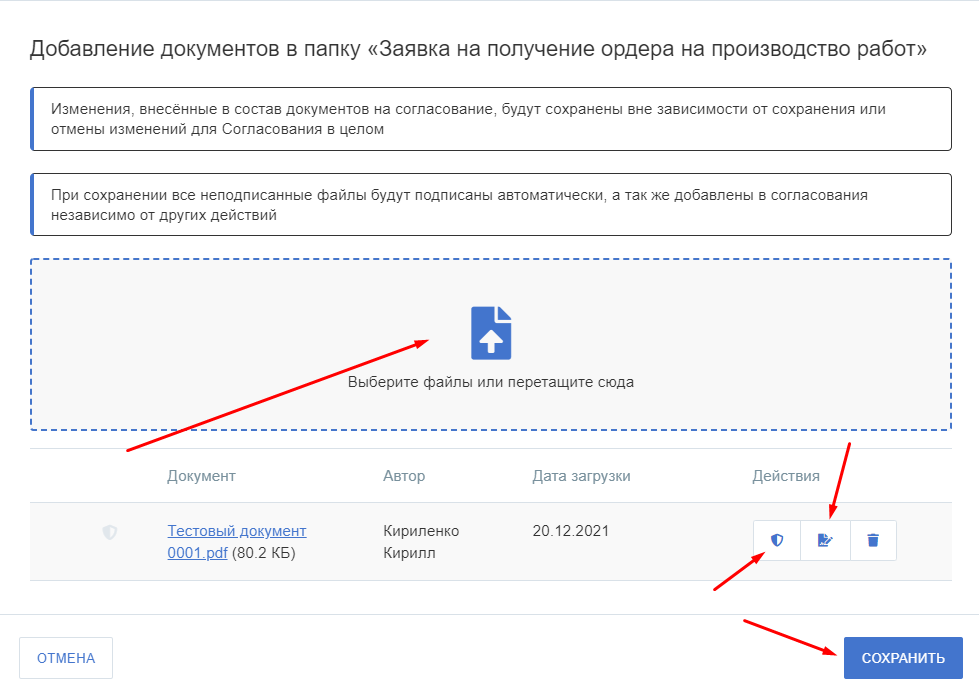 Добавление документов в папку «Заявка на получение ордера на производство работ»
Изменения, внесённые в состав документов на согласование, будут сохранены вне зависимости от сохранения или
отмены изменений для Согласования в целом
При сохранении все неподписанные файлы будут подписаны автоматически, а так же добавлены в согласования
независимо от других действий
Выберите файлы или перетащите сюда
Документ Автор Дата загрузки Действия
Тестовый документ Кириленко 20.12.2021
0001.pdf (80.2 КБ) Кирилл
ОТМЕНА СОХРАНИТЬ